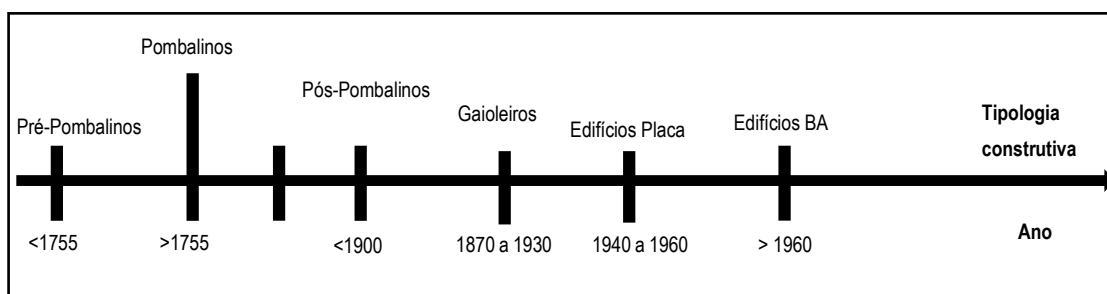 Pombalinos
Pós-Pombalinos
Pré-Pombalinos
Gaioleiros
Edifícios Placa
Edifícios BA
Tipologia
construtiva
<1755
>1755
<1900
1870 a 1930
1940 a 1960
> 1960
Ano